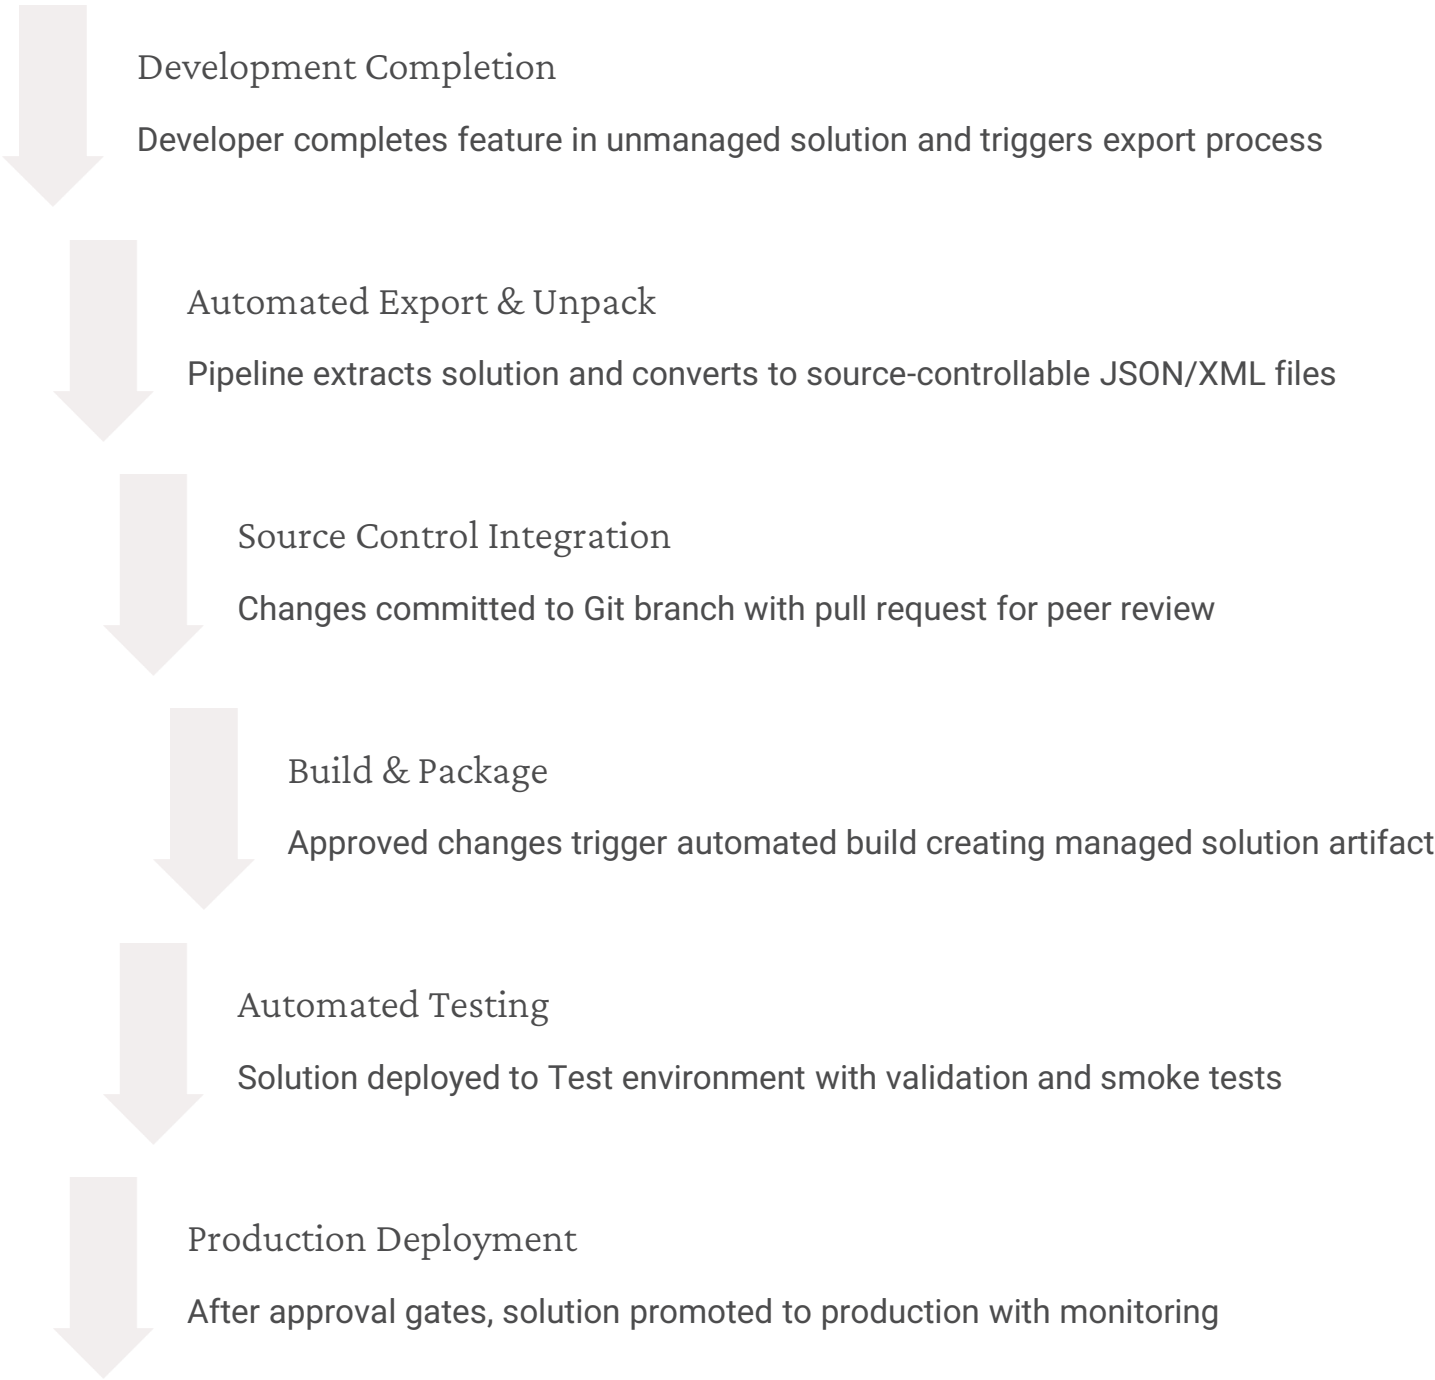 Development Completion
Developer completes feature in unmanaged solution and triggers export process
Automated Export & Unpack
Pipeline extracts solution and converts to source-controllable JSON/XML files
Source Control Integration
Changes committed to Git branch with pull request for peer review
Build & Package
Approved changes trigger automated build creating managed solution artifact
Automated Testing
Solution deployed to Test environment with validation and smoke tests
Production Deployment
After approval gates, solution promoted to production with monitoring